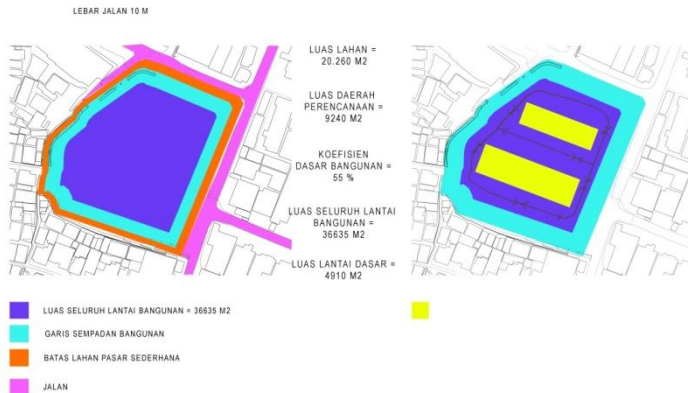 LEBAR JALAN 10 M
LUAS LAHAN =
20.260 M2
LUAS DAERAH
PERENCANAAN =
9240 M2
KOEFISIEN
DASAR BANGUNAN =
55 %
LUAS SELURUH LANTAI
BANGUNAN =
36635 M2
LUAS LANTAI DASAR =
4910 M2
LUAS SELURUH LANTAI BANGUNAN = 36635 M2
GARIS SEMPADAN BANGUNAN
BATAS LAHAN PASAR SEDERHANA
JALAN